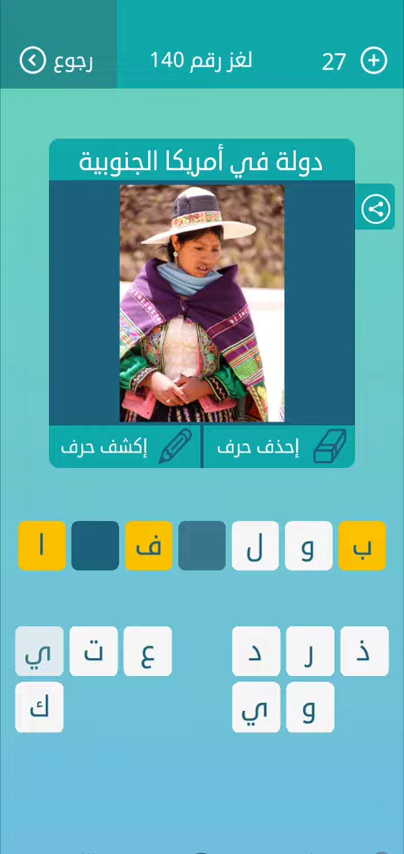 رجوع لغز رقم 140 27
دولة في أمريكا الجنوبية
إحذف حرف إكشف حرف
ب و ل ف ا
ذ ر د ع ت ي
و ي ك